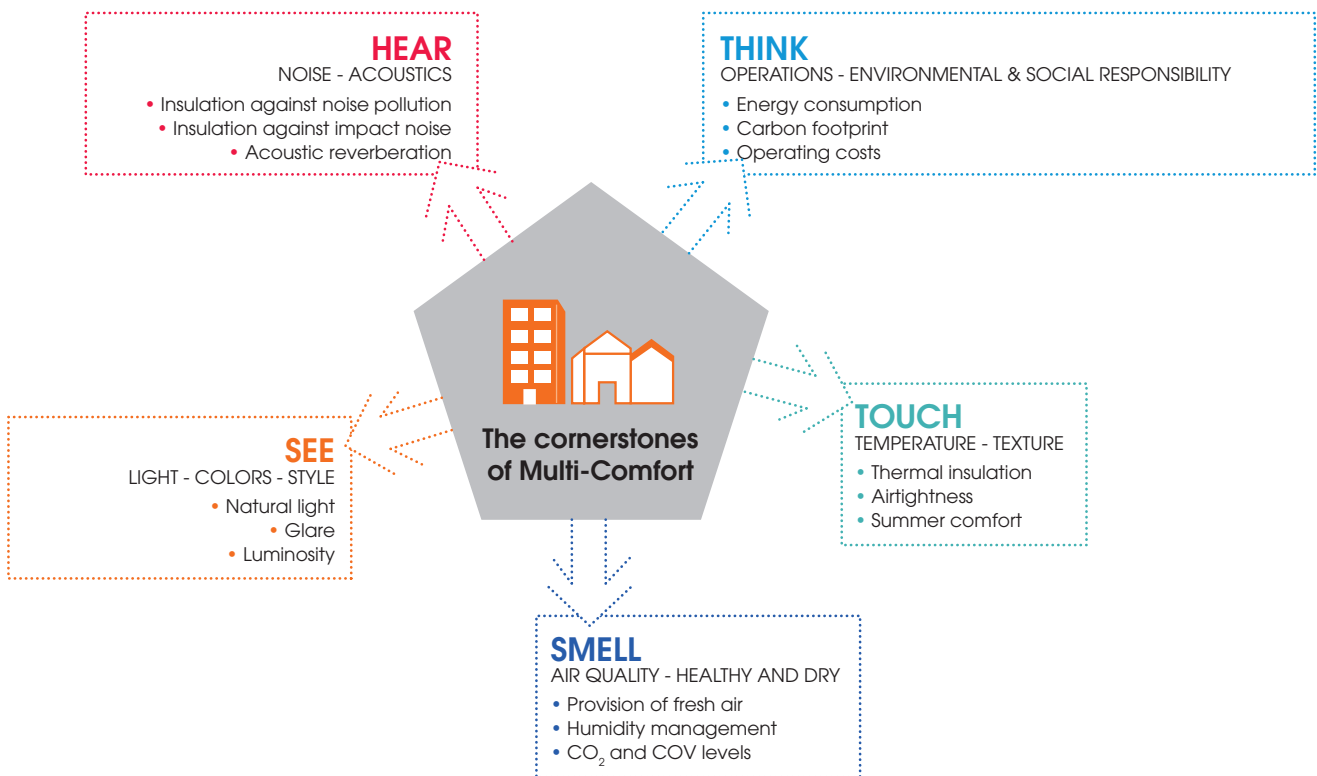 HEAR
NOISE - ACOUSTICS
• Insulation against noise pollution
• Insulation against impact noise
• Acoustic reverberation
THINK
OPERATIONS - ENVIRONMENTAL & SOCIAL RESPONSIBILITY
• Energy consumption
• Carbon footprint
• Operating costs
The cornerstones
of Multi-Comfort
SEE
LIGHT - COLORS - STYLE
• Natural light
• Glare
• Luminosity
TOUCH
TEMPERATURE - TEXTURE
• Thermal insulation
• Airtightness
• Summer comfort
SMELL
AIR QUALITY - HEALTHY AND DRY
• Provision of fresh air
• Humidity management
• CO₂ and COV levels